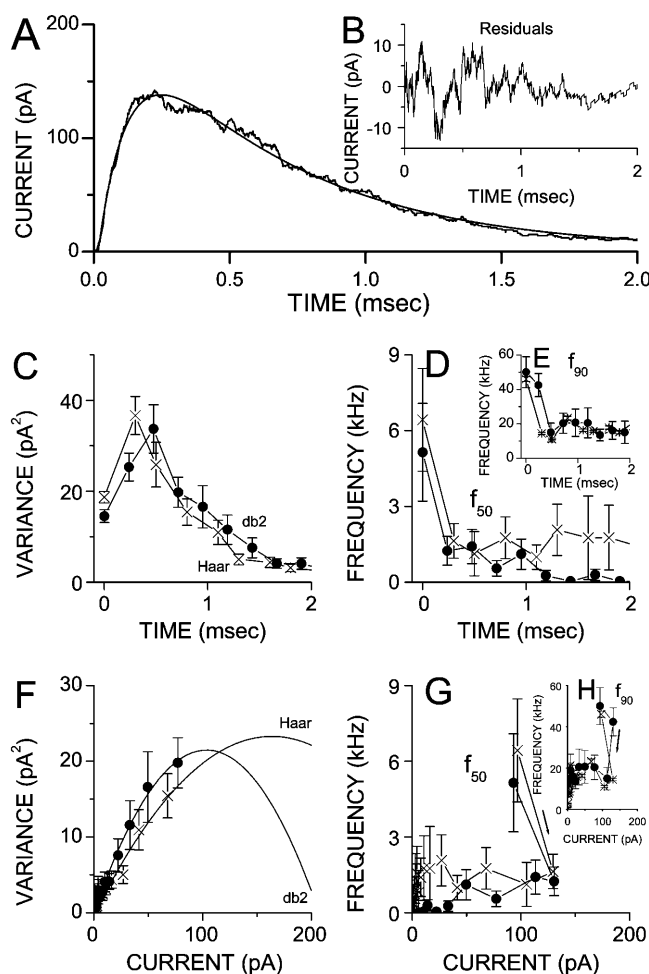 A
CURRENT (pA)
200
100
0
0.0 0.5 1.0 1.5 2.0
TIME (msec)
B
Residuals
CURRENT (pA)
10
0
-10
0 1 2
TIME (msec)
C
VARIANCE (pA²)
40
20
0
db2
Haar
0 1 2
TIME (msec)
D
FREQUENCY (kHz)
9
6
3
0
f50
0 1 2
TIME (msec)
E
f90
FREQUENCY (kHz)
60
40
20
0
0 1 2
TIME (msec)
F
VARIANCE (pA²)
30
20
10
0
Haar
db2
0 100 200
CURRENT (pA)
G
FREQUENCY (kHz)
9
6
3
0
f50
0 100 200
CURRENT (pA)
H
f90
FREQUENCY (kHz)
60
40
20
0
0 100 200
CURRENT (pA)